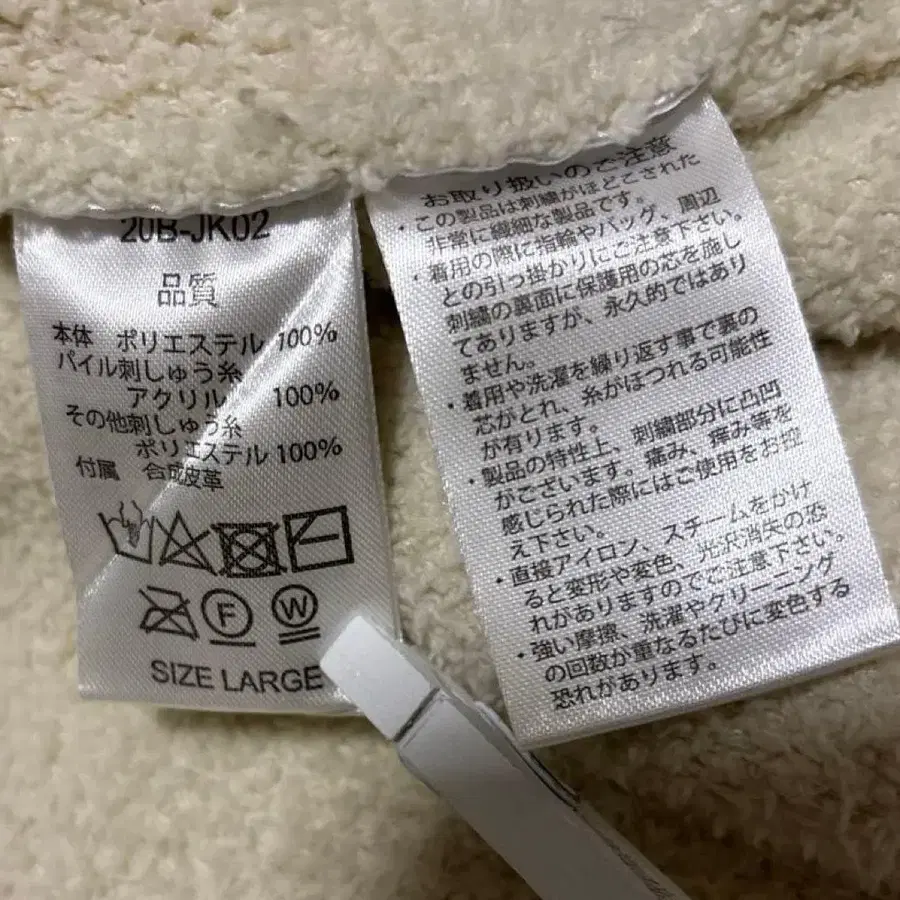 20B-JK02
品質
本体 ポリエステル 100%
パイル刺しゅう糸
アクリル 100%
その他刺しゅう糸
ポリエステル 100%
付属 合成皮革
F
W
SIZE LARGE
お取り扱いのご注意
・この製品は刺繍がほどこされた
非常に繊細な製品です。
・着用の際に指輪やバッグ、周辺
との引っ掛かりにご注意下さい。
刺繍の裏面に保護用の芯を施し
てありますが、永久的ではあり
ません。
・着用や洗濯を繰り返す事で裏の
芯がとれ、糸がほつれる可能性
が有ります。
・製品の特性上、刺繍部分に凸凹
がございます。痛み、痒み等を
感じられた際にはご使用をお控
え下さい。
・直接アイロン、スチームをかけ
ると変形や変色、光沢消失の恐
れがありますのでご注意下さい。
・強い摩擦、洗濯やクリーニング
の回数が重なるたびに変色する
恐れがあります。